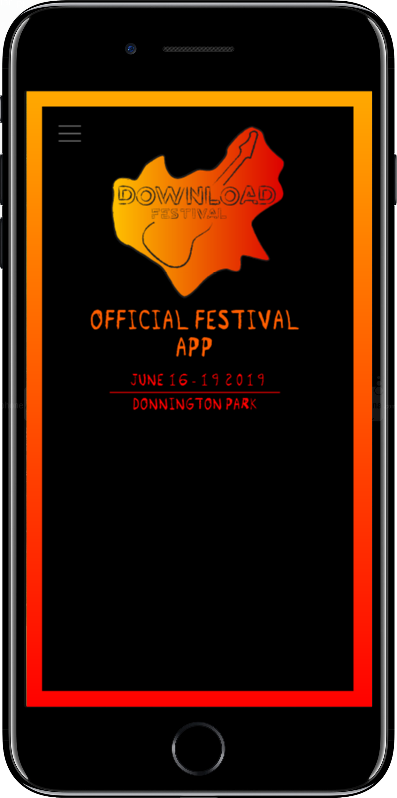 DOWNLOAD
FESTIVAL
OFFICIAL FESTIVAL
APP
JUNE 16 - 19 2019
DONNINGTON PARK